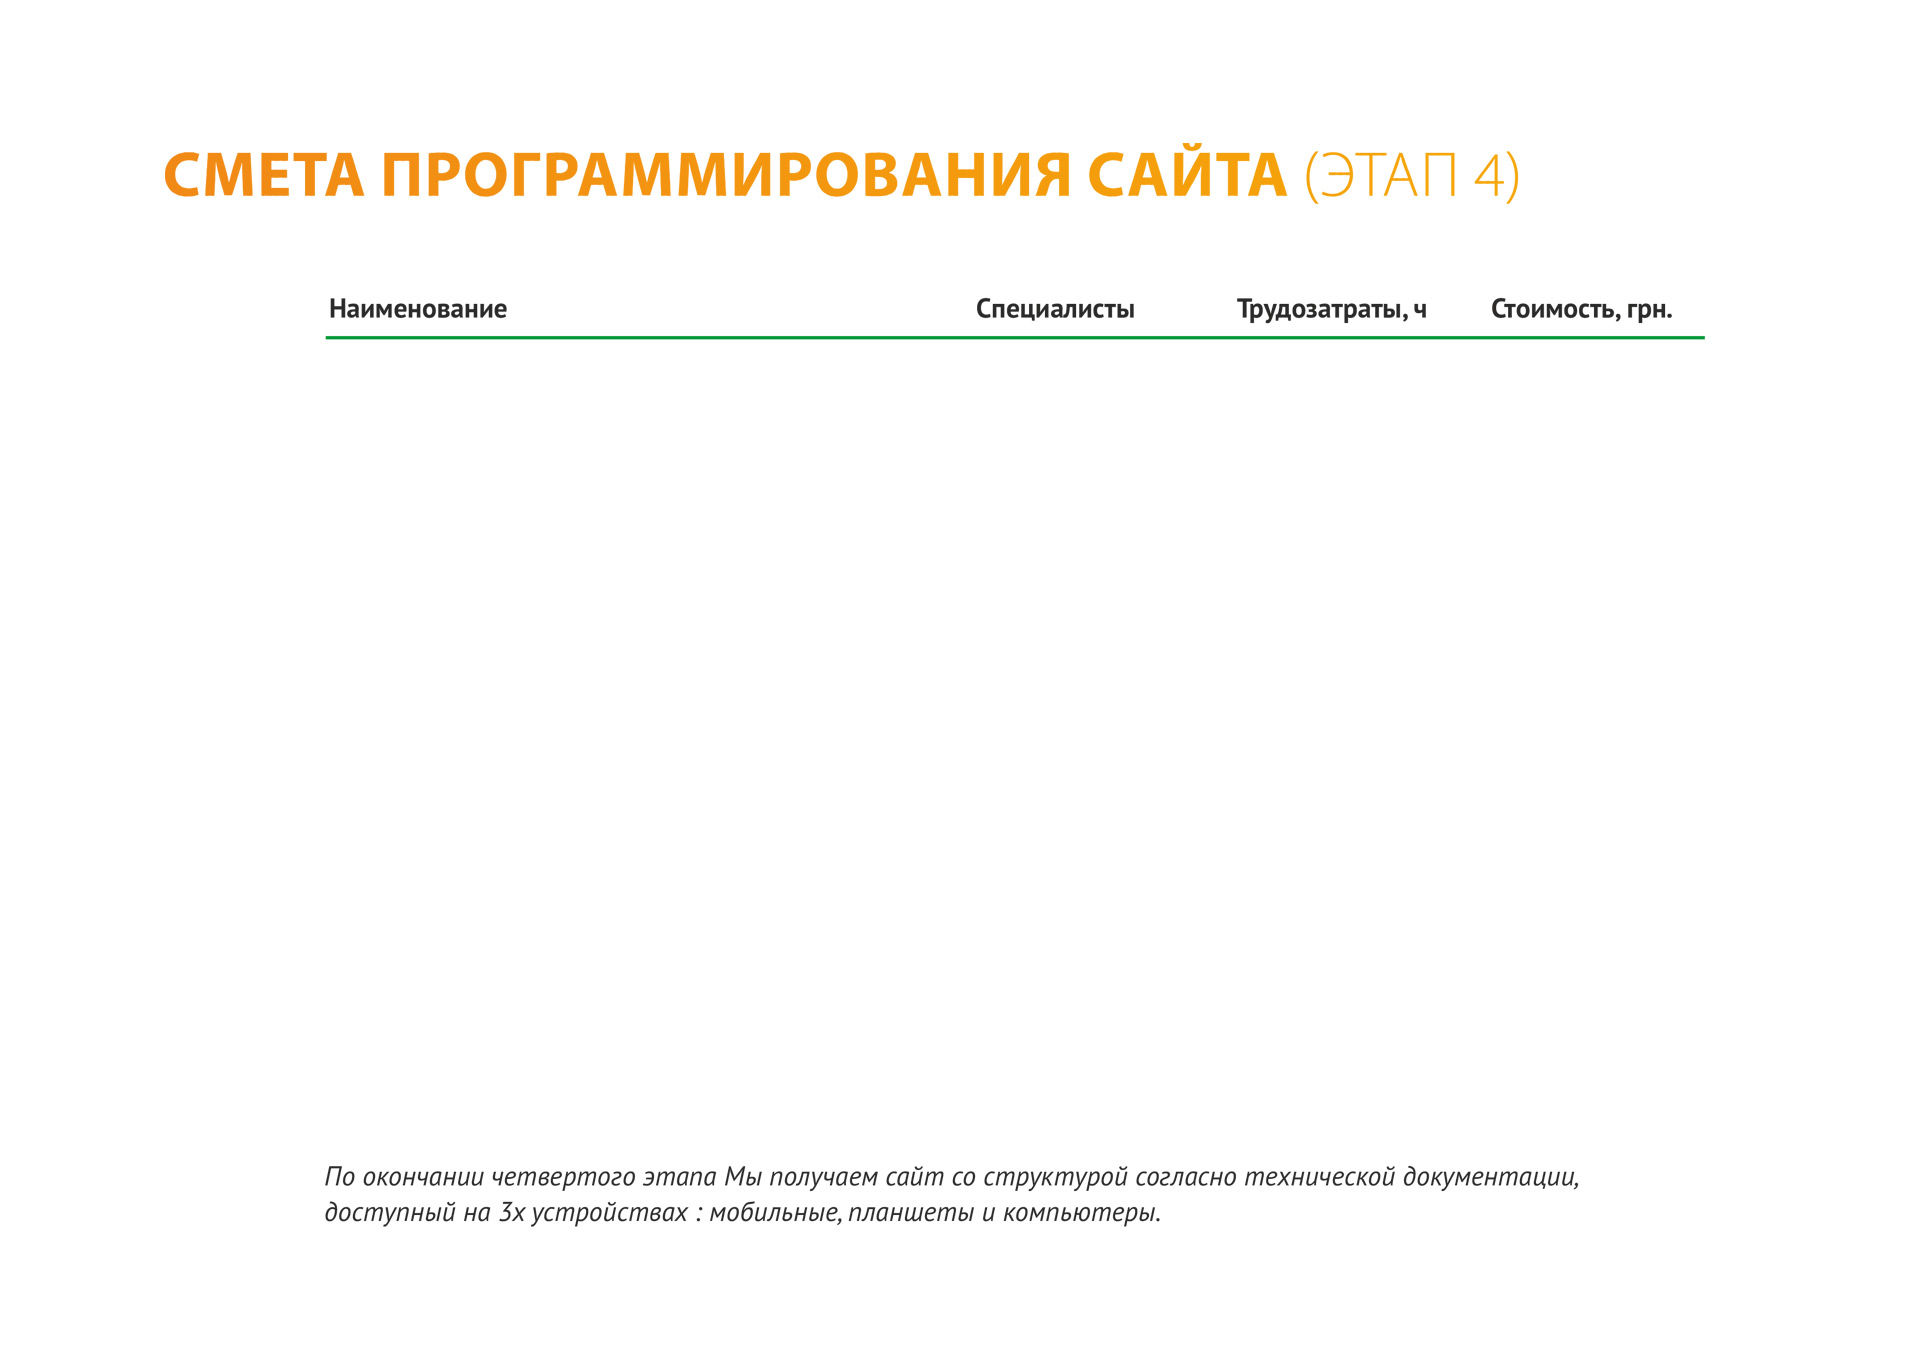 СМЕТА ПРОГРАММИРОВАНИЯ САЙТА (ЭТАП 4)
Наименование Специалисты Трудозатраты, ч Стоимость, грн.
По окончании четвертого этапа Мы получаем сайт со структурой согласно технической документации,
доступный на 3х устройствах : мобильные, планшеты и компьютеры.